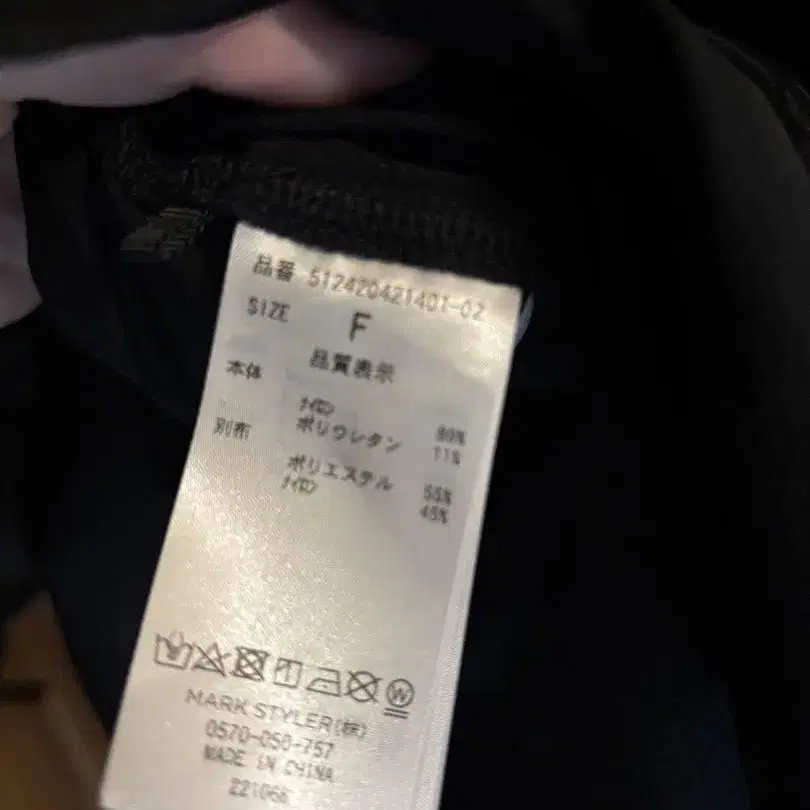 品番 512420421401-02
SIZE F
品質表示
本体
ナイロン 89%
ポリウレタン 11%
別布
ポリエステル 55%
ナイロン 45%
W
MARK STYLER(株)
0570-050-757
MADE IN CHINA